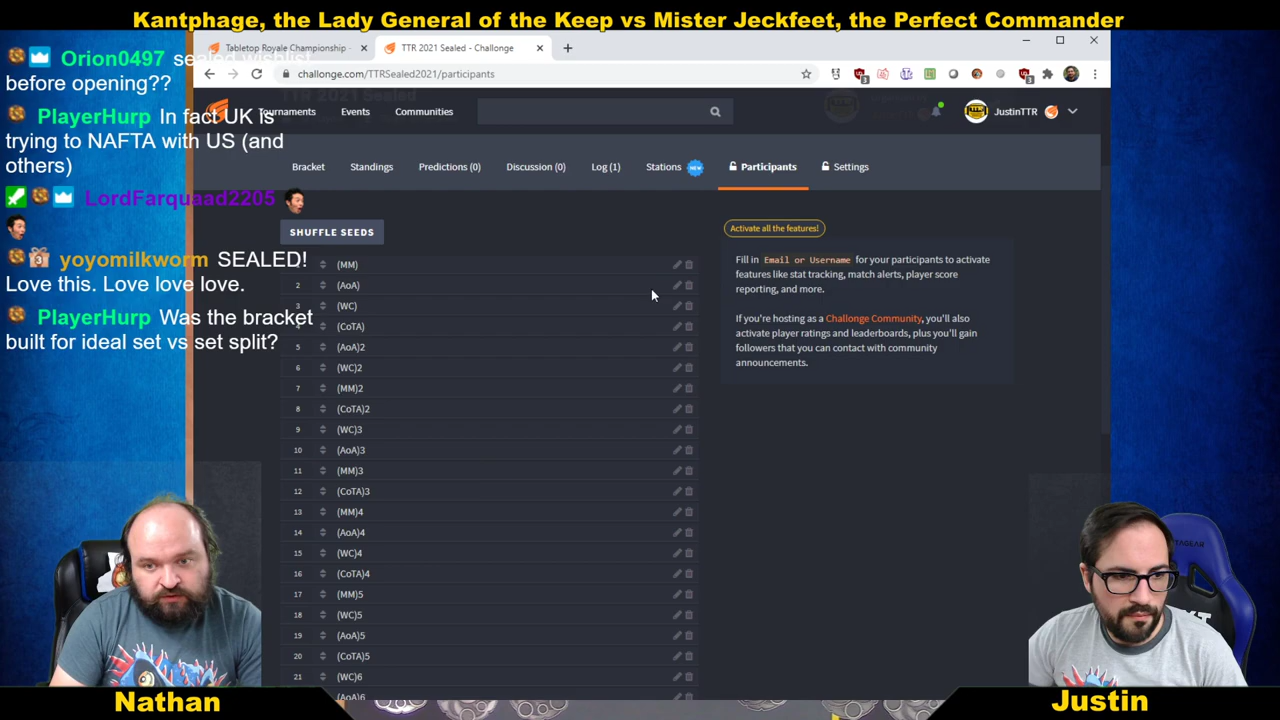 Kantphage, the Lady General of the Keep vs Mister Jeckfeet, the Perfect Commander
Tabletop Royale Championship -
TTR 2021 Sealed - Challonge
challonge.com/TTRSealed2021/participants
Orion0497 sealed wishlist
before opening??
PlayerHurp In fact UK is
trying to NAFTA with US (and
others)
LordFarquaad2205
yoyomilkworm SEALED!
Love this. Love love love.
PlayerHurp Was the bracket
built for ideal set vs set split?
TTR 2021 Sealed
Tournaments Events Communities
JustinTTR
Bracket Standings Predictions (0) Discussion (0) Log (1) Stations NEW Participants Settings
SHUFFLE SEEDS
(MM)
2 (AoA)
3 (WC)
4 (CoTA)
5 (AoA)2
6 (WC)2
7 (MM)2
8 (CoTA)2
9 (WC)3
10 (AoA)3
11 (MM)3
12 (CoTA)3
13 (MM)4
14 (AoA)4
15 (WC)4
16 (CoTA)4
17 (MM)5
18 (WC)5
19 (AoA)5
20 (CoTA)5
21 (WC)6
(AoA)6
Activate all the features!
Fill in Email or Username for your participants to activate
features like stat tracking, match alerts, player score
reporting, and more.
If you're hosting as a Challonge Community, you'll also
activate player ratings and leaderboards, plus you'll gain
followers that you can contact with community
announcements.
Nathan
Justin